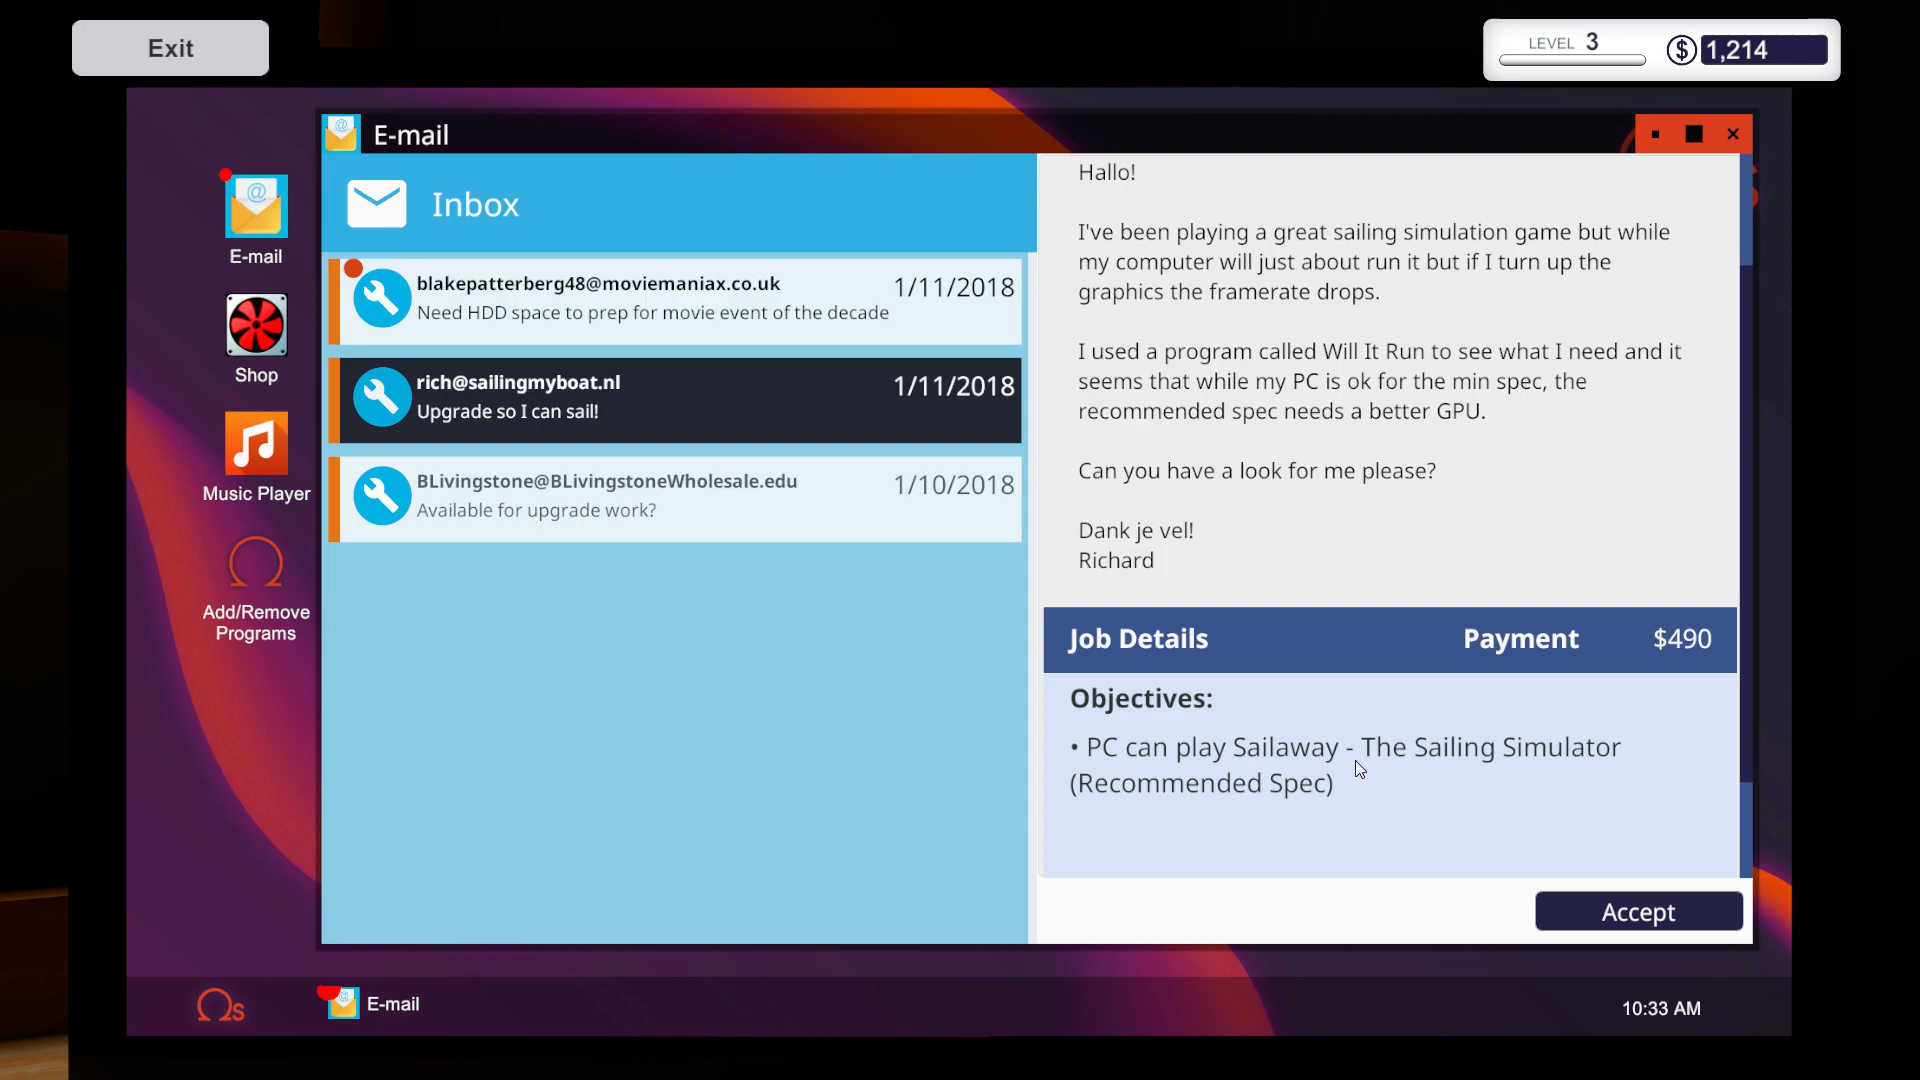 Exit
LEVEL 3
$ 1,214
E-mail
Inbox
blakepatterberg48@moviemaniax.co.uk
1/11/2018
Need HDD space to prep for movie event of the decade
rich@sailingmyboat.nl
1/11/2018
Upgrade so I can sail!
BLivingstone@BLivingstoneWholesale.edu
1/10/2018
Available for upgrade work?
E-mail
Shop
Music Player
Add/Remove
Programs
Hallo!
I've been playing a great sailing simulation game but while
my computer will just about run it but if I turn up the
graphics the framerate drops.
I used a program called Will It Run to see what I need and it
seems that while my PC is ok for the min spec, the
recommended spec needs a better GPU.
Can you have a look for me please?
Dank je vel!
Richard
Job Details
Payment
$490
Objectives:
• PC can play Sailaway - The Sailing Simulator
(Recommended Spec)
Accept
Ωs
E-mail
10:33 AM